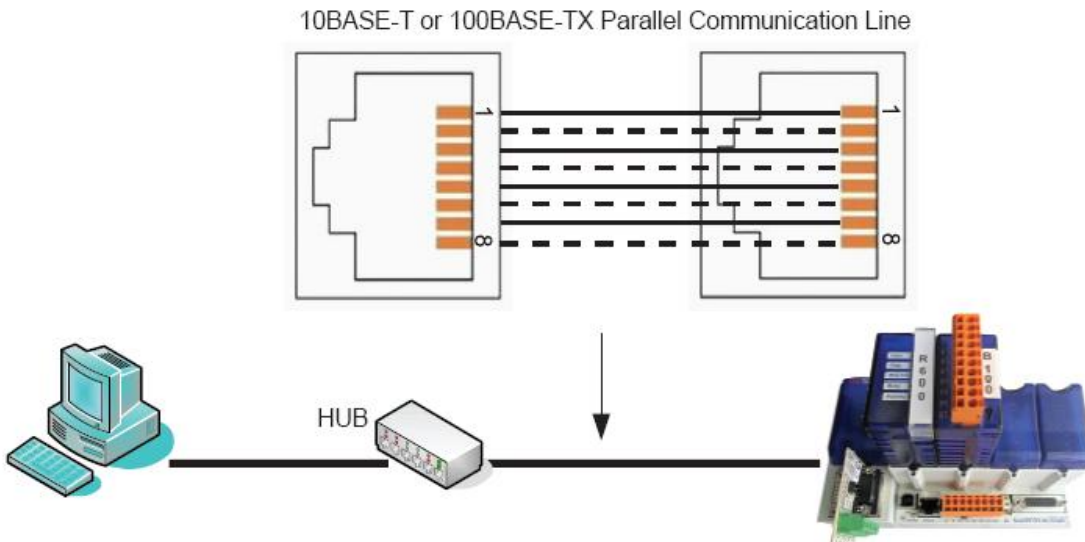 10BASE-T or 100BASE-TX Parallel Communication Line
1
8
1
8
HUB
R600
B100